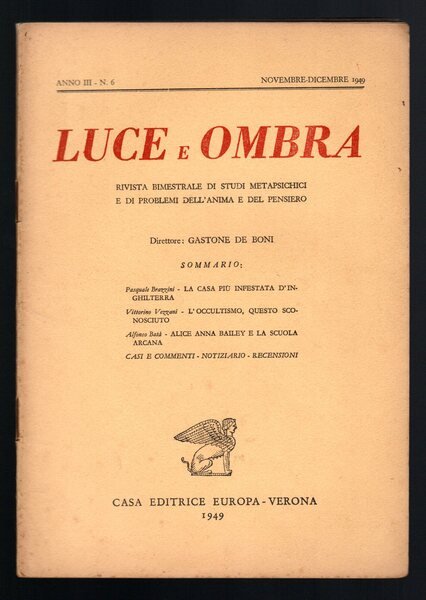 ANNO III - N. 6
NOVEMBRE-DICEMBRE 1949
LUCE E OMBRA
RIVISTA BIMESTRALE DI STUDI METAPSICHICI
E DI PROBLEMI DELL'ANIMA E DEL PENSIERO
Direttore: GASTONE DE BONI
SOMMARIO:
Pasquale Brazzini - LA CASA PIÙ INFESTATA D'IN-
GHILTERRA
Vittorino Vezzani - L'OCCULTISMO, QUESTO SCO-
NOSCIUTO
Alfonso - ALICE ANNA BAILEY E LA SCUOLA
ARCANA
CASI E COMMENTI - NOTIZIARIO - RECENSIONI
CASA EDITRICE EUROPA - VERONA
1949